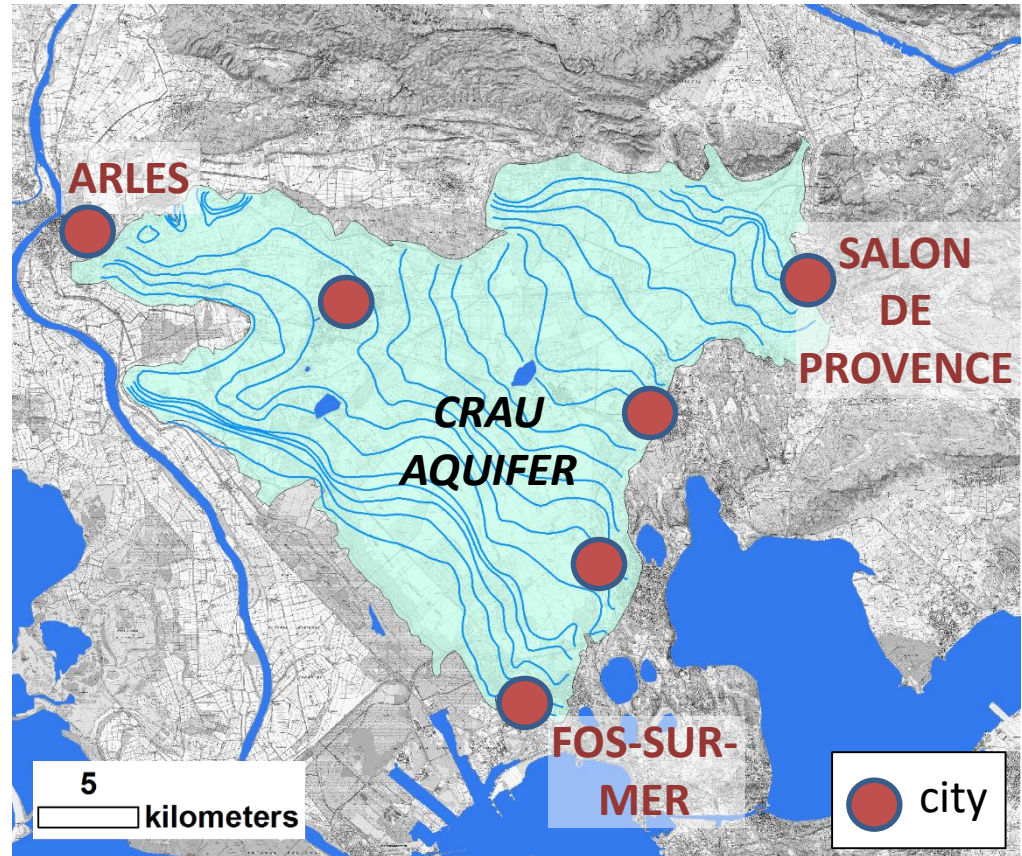 ARLES
SALON
DE
PROVENCE
CRAU
AQUIFER
FOS-SUR-
MER
5
kilometers
city